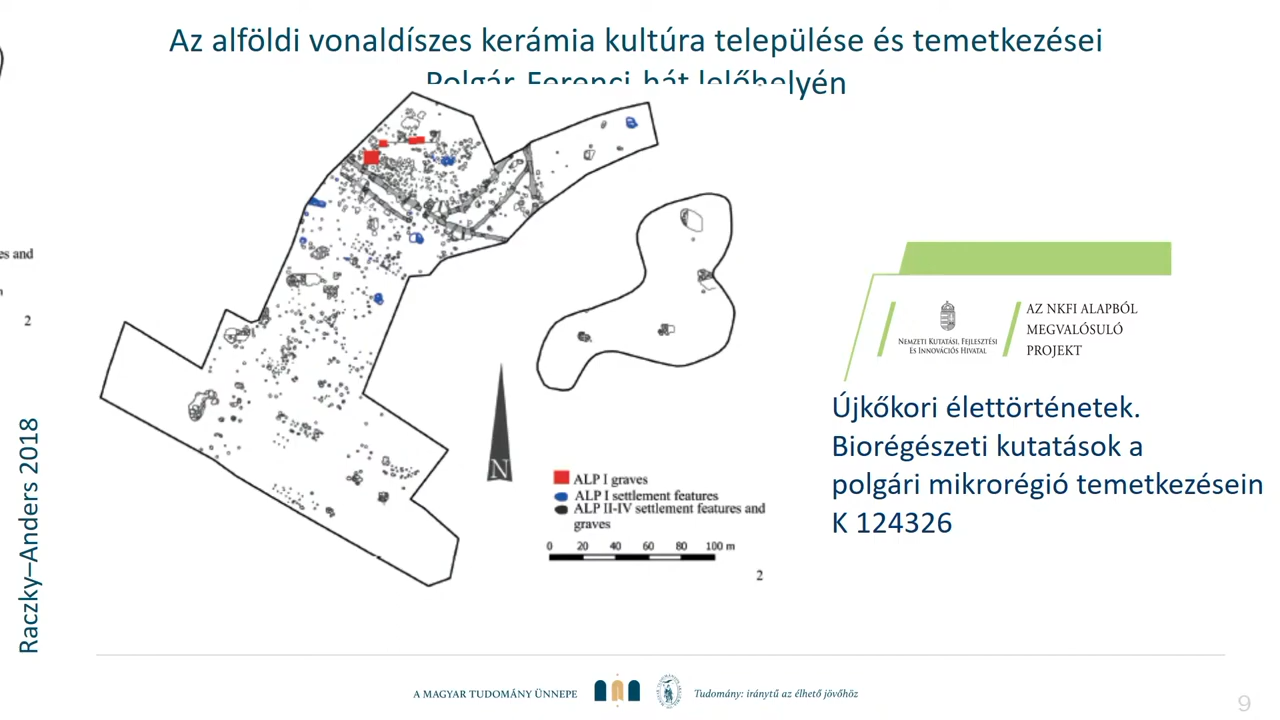 Az alföldi vonaldíszes kerámia kultúra települése és temetkezései
Polgár-Ferenci-hát lelőhelyén
es and
2
Raczky–Anders 2018
N
ALP I graves
ALP I settlement features
ALP II-IV settlement features and
graves
0 20 40 60 80 100 m
2
NEMZETI KUTATÁSI, FEJLESZTÉSI
ÉS INNOVÁCIÓS HIVATAL
AZ NKFI ALAPBÓL
MEGVALÓSULÓ
PROJEKT
Újkőkori élettörténetek.
Biorégészeti kutatások a
polgári mikrorégió temetkezésein
K 124326
A MAGYAR TUDOMÁNY ÜNNEPE
Tudomány: iránytű az élhető jövőhöz
9